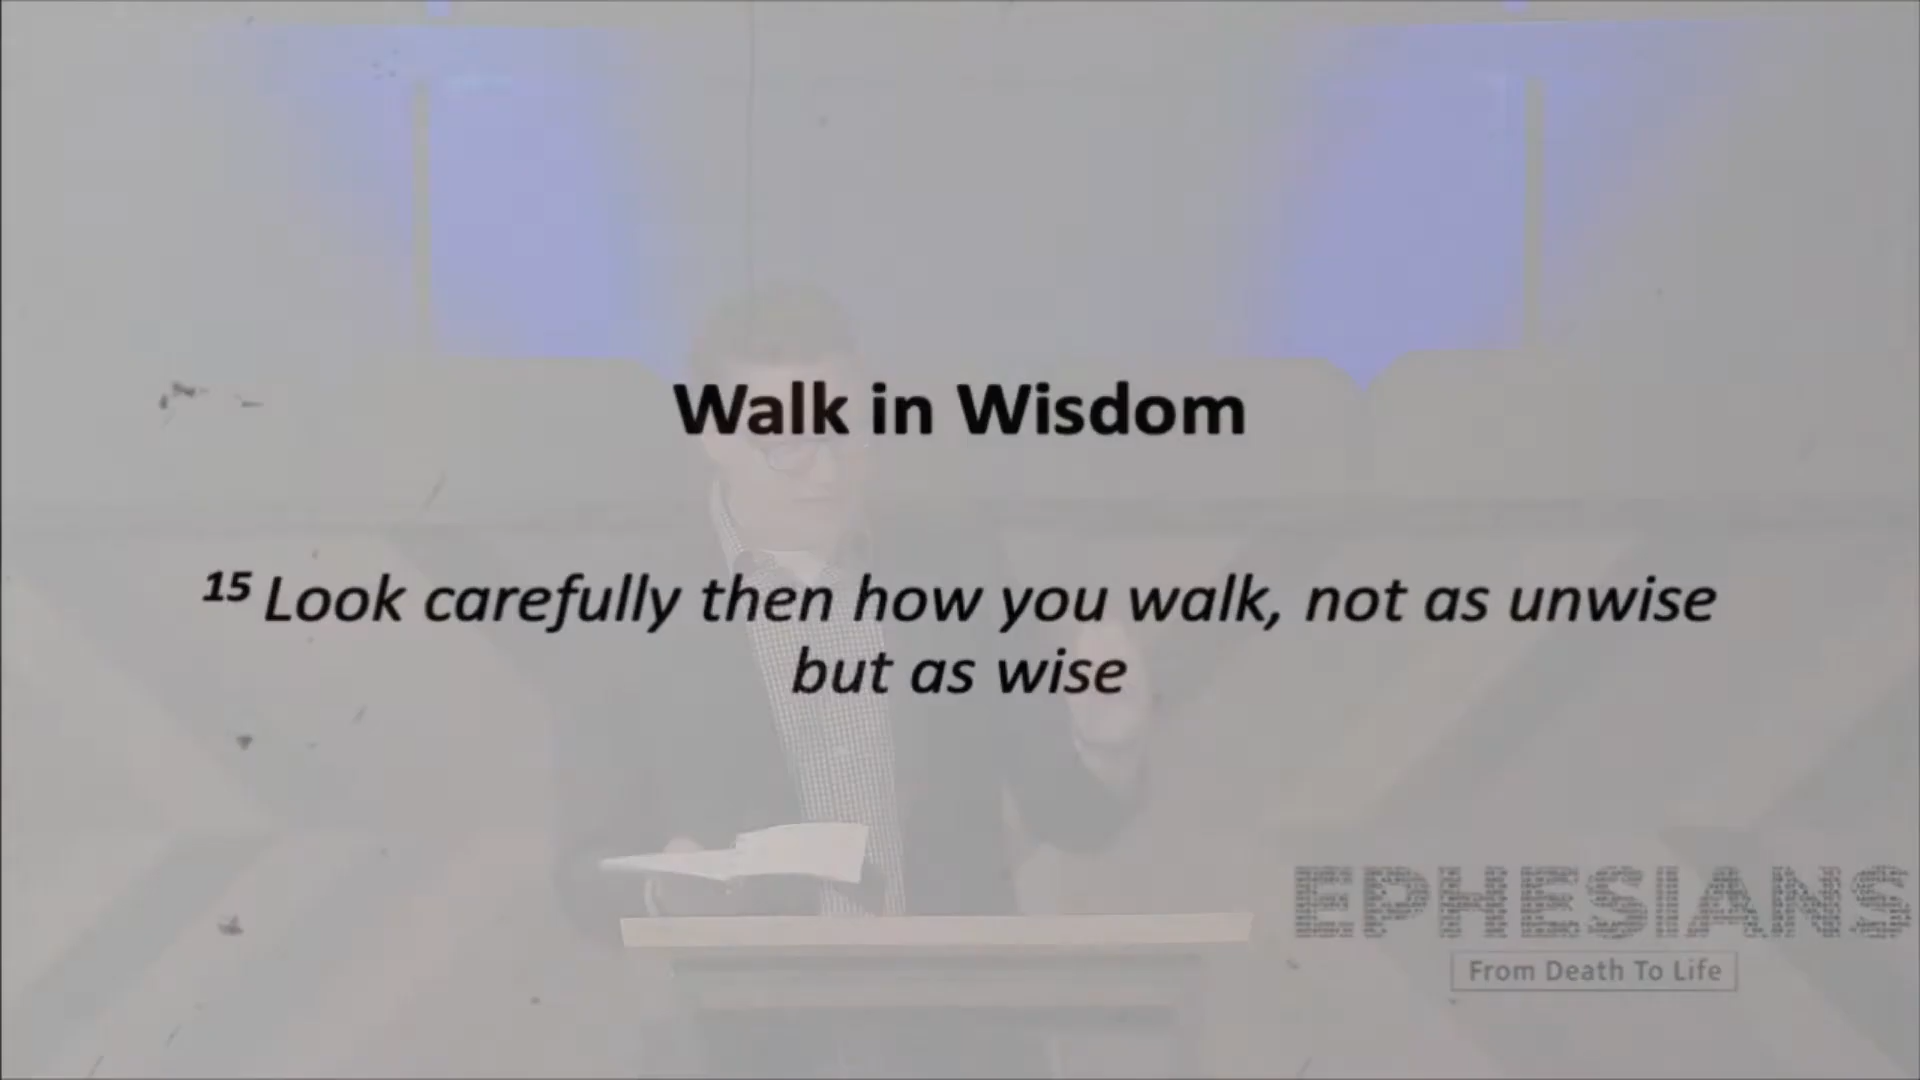 Walk in Wisdom
15 Look carefully then how you walk, not as unwise
but as wise
EPHESIANS
From Death To Life